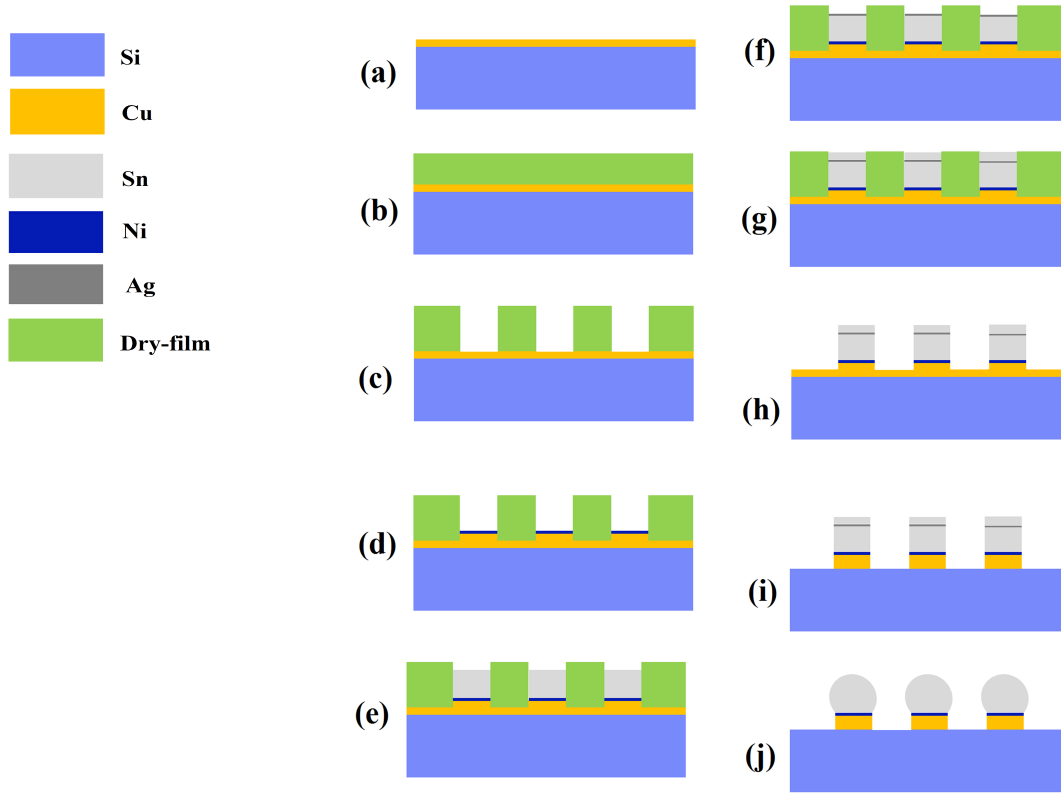 Si
Cu
Sn
Ni
Ag
Dry-film
(a)
(b)
(c)
(d)
(e)
(f)
(g)
(h)
(i)
(j)